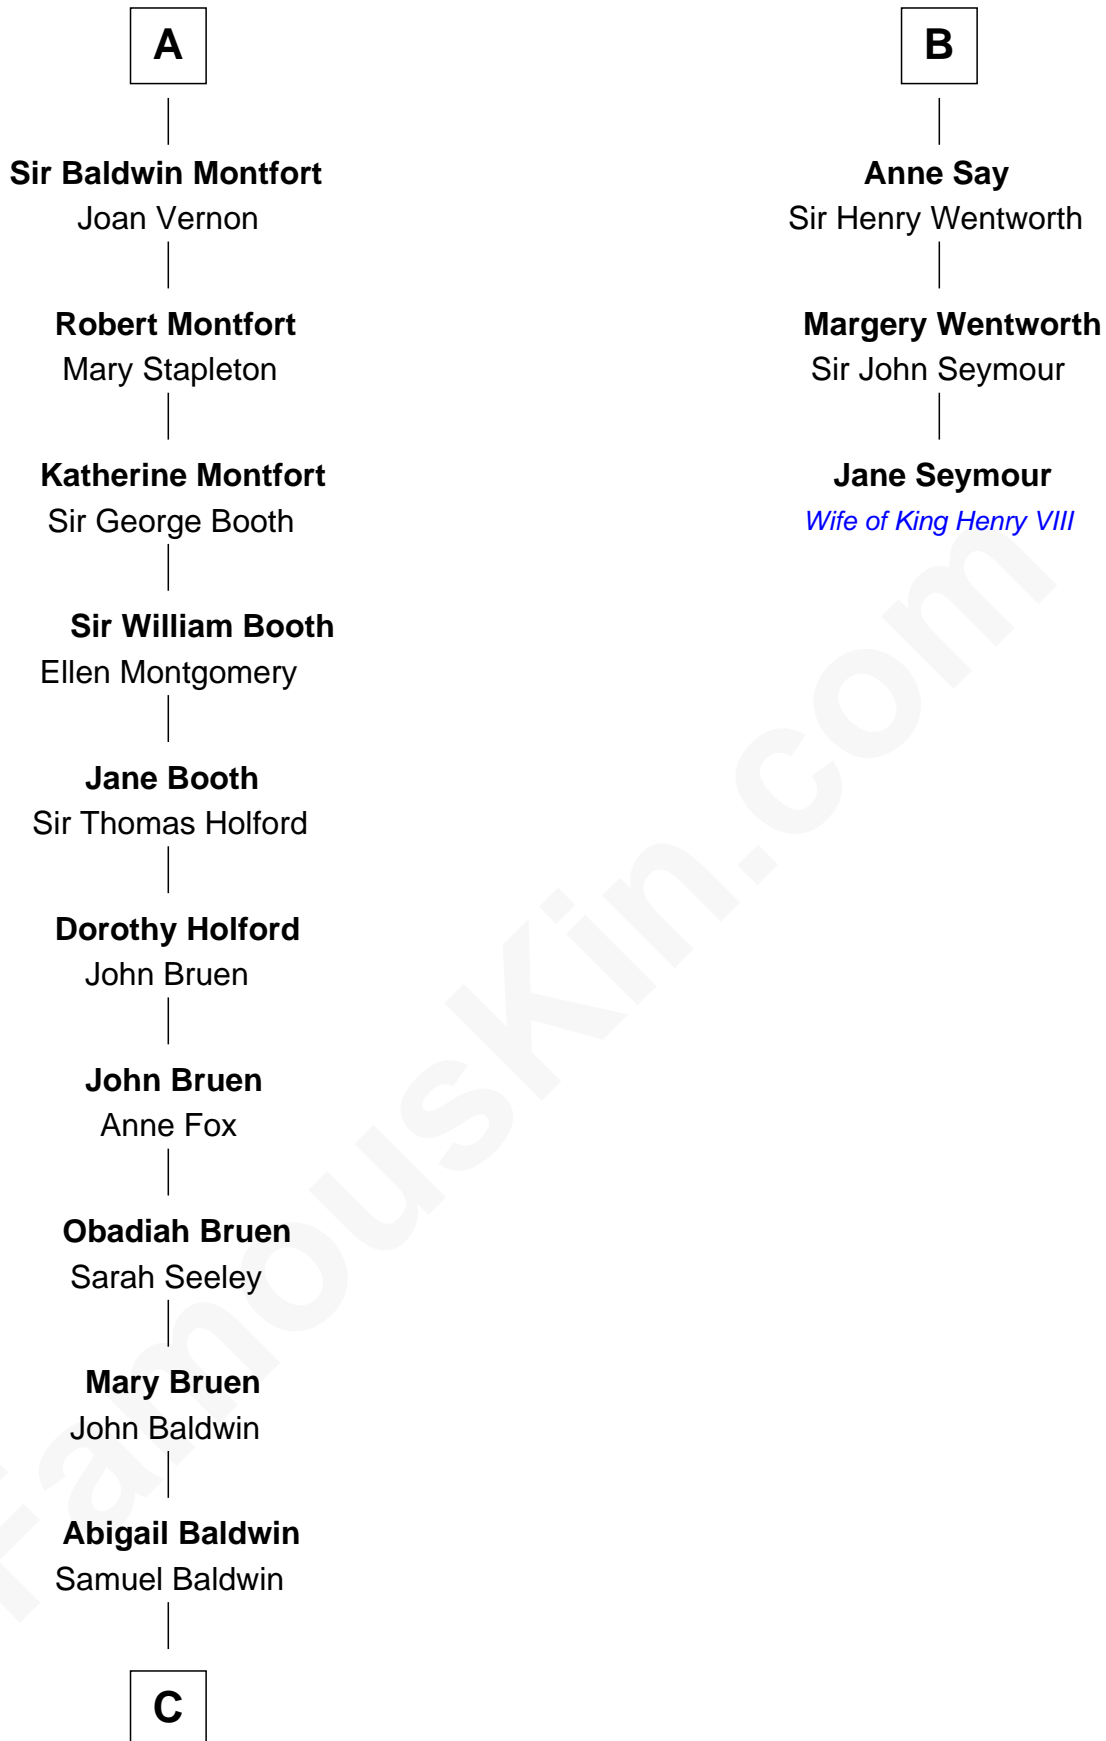 A
Sir Baldwin Montfort
Joan Vernon
Robert Montfort
Mary Stapleton
Katherine Montfort
Sir George Booth
Sir William Booth
Ellen Montgomery
Jane Booth
Sir Thomas Holford
Dorothy Holford
John Bruen
John Bruen
Anne Fox
Obadiah Bruen
Sarah Seeley
Mary Bruen
John Baldwin
Abigail Baldwin
Samuel Baldwin
C
B
Anne Say
Sir Henry Wentworth
Margery Wentworth
Sir John Seymour
Jane Seymour
Wife of King Henry VIII
FamousKin.com